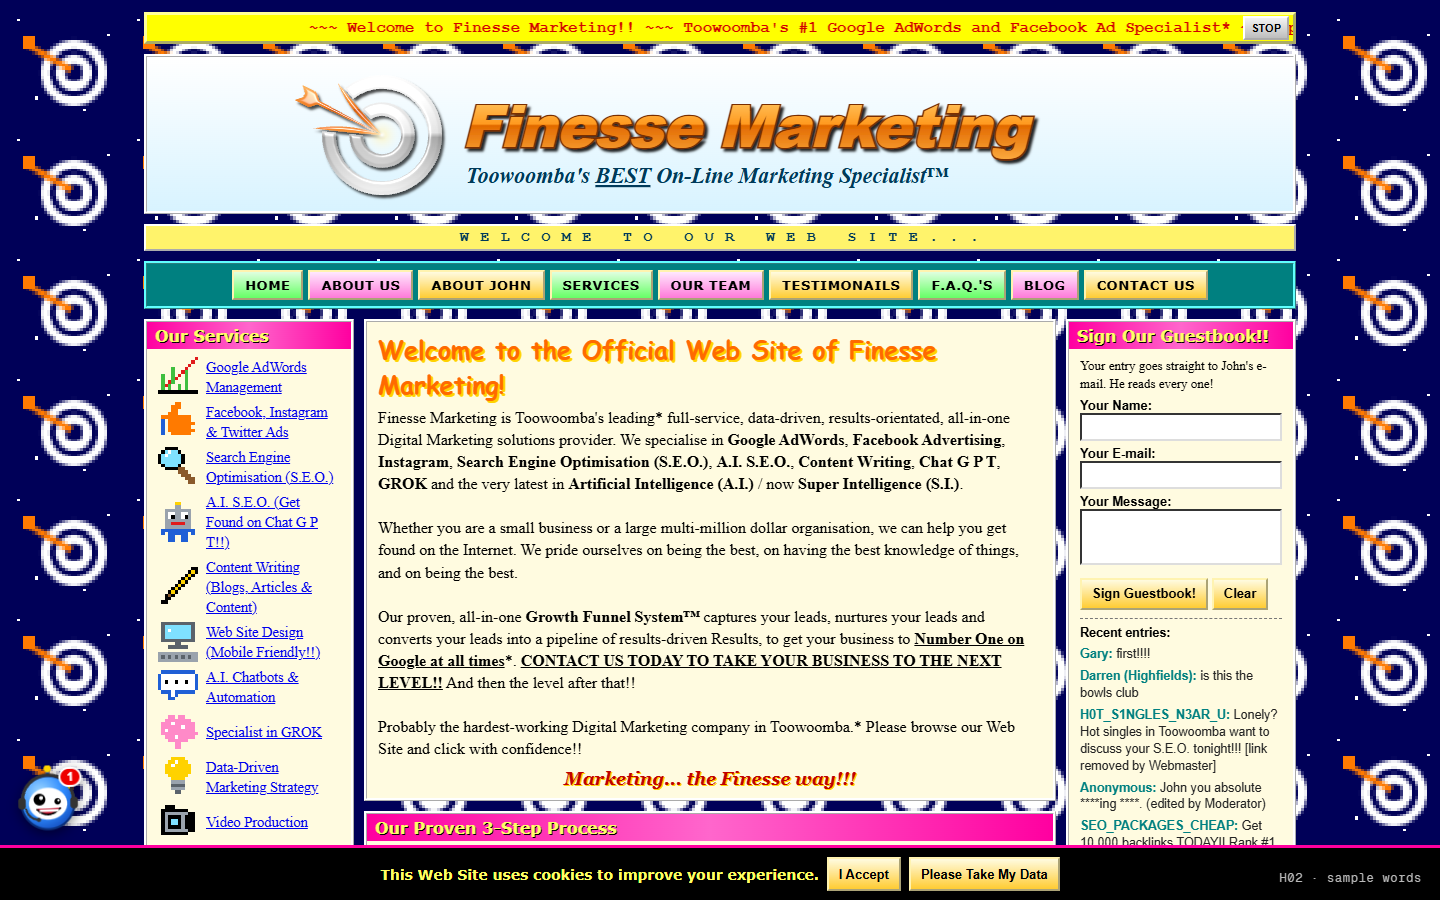 ~~~ Welcome to Finesse Marketing!! ~~~ Toowoomba's #1 Google AdWords and Facebook Ad Specialist*
STOP
Finesse Marketing
Toowoomba's BEST On-Line Marketing Specialist™
WELCOME TO OUR WEB SITE...
HOME
ABOUT US
ABOUT JOHN
SERVICES
OUR TEAM
TESTIMONAILS
F.A.Q.'S
BLOG
CONTACT US
Our Services
Google AdWords
Management
Facebook, Instagram
& Twitter Ads
Search Engine
Optimisation (S.E.O.)
A.I. S.E.O. (Get
Found on Chat G P
T!!)
Content Writing
(Blogs, Articles &
Content)
Web Site Design
(Mobile Friendly!!)
A.I. Chatbots &
Automation
Specialist in GROK
Data-Driven
Marketing Strategy
Video Production
1
Welcome to the Official Web Site of Finesse
Marketing!
Finesse Marketing is Toowoomba's leading* full-service, data-driven, results-orientated, all-in-one
Digital Marketing solutions provider. We specialise in Google AdWords, Facebook Advertising,
Instagram, Search Engine Optimisation (S.E.O.), A.I. S.E.O., Content Writing, Chat G P T,
GROK and the very latest in Artificial Intelligence (A.I.) / now Super Intelligence (S.I.).
Whether you are a small business or a large multi-million dollar organisation, we can help you get
found on the Internet. We pride ourselves on being the best, on having the best knowledge of things,
and on being the best.
Our proven, all-in-one Growth Funnel System™ captures your leads, nurtures your leads and
converts your leads into a pipeline of results-driven Results, to get your business to Number One on
Google at all times*. CONTACT US TODAY TO TAKE YOUR BUSINESS TO THE NEXT
LEVEL!! And then the level after that!!
Probably the hardest-working Digital Marketing company in Toowoomba.* Please browse our Web
Site and click with confidence!!
Marketing... the Finesse way!!!
Our Proven 3-Step Process
Sign Our Guestbook!!
Your entry goes straight to John's e-
mail. He reads every one!
Your Name:
Your E-mail:
Your Message:
Sign Guestbook!
Clear
Recent entries:
Gary: first!!!!
Darren (Highfields): is this the
bowls club
H0T_S1NGLES_N3AR_U: Lonely?
Hot singles in Toowoomba want to
discuss your S.E.O. tonight!!! [link
removed by Webmaster]
Anonymous: John you absolute
****ing ****. (edited by Moderator)
SEO_PACKAGES_CHEAP: Get
10,000 backlinks TODAY!! Rank #1
This Web Site uses cookies to improve your experience.
I Accept
Please Take My Data
H02 · sample words